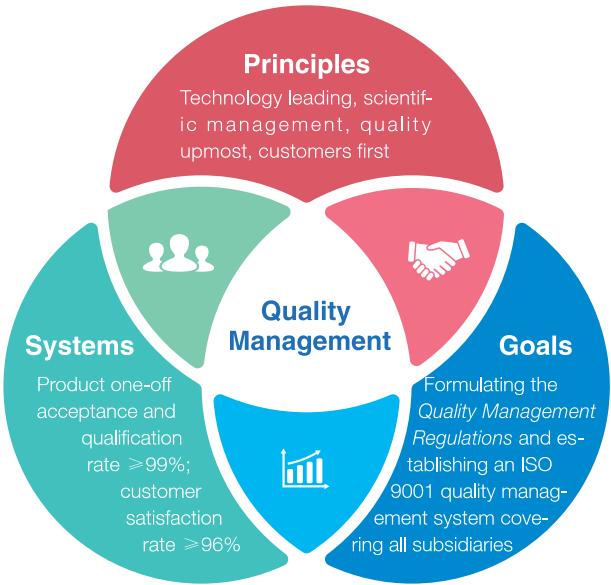 Principles
Technology leading, scientif-
ic management, quality
upmost, customers first
Quality
Management
Systems
Product one-off
acceptance and
qualification
rate ≥99%;
customer
satisfaction
rate ≥96%
Goals
Formulating the
Quality Management
Regulations and es-
tablishing an ISO
9001 quality manag-
ement system cove-
ring all subsidiaries